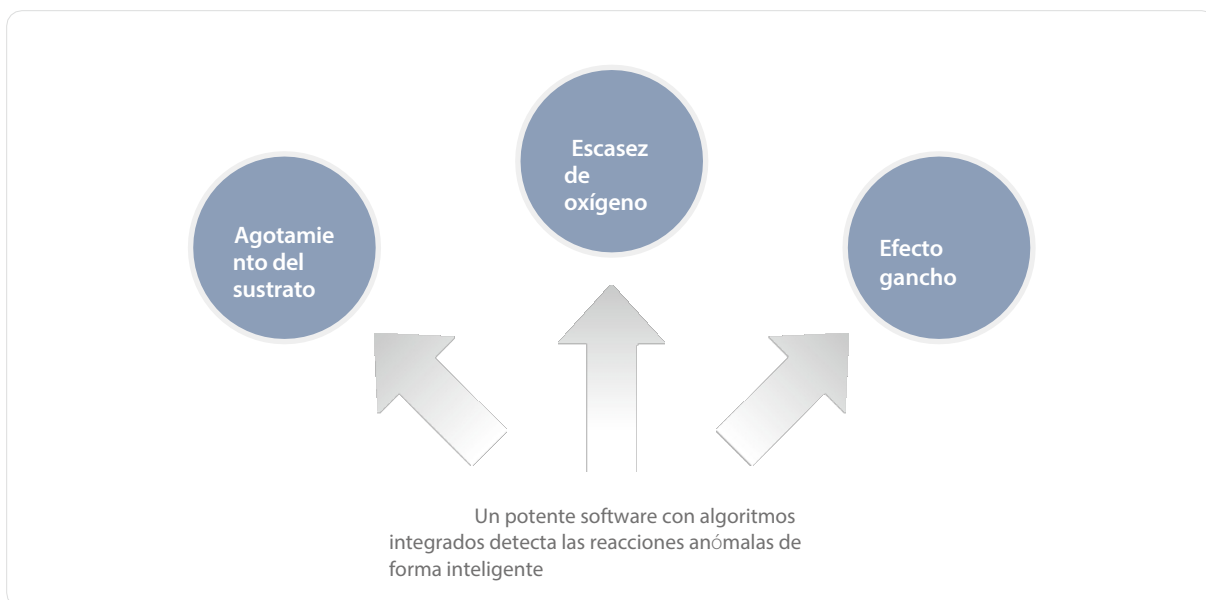 Agotamie
nto del
sustrato
Escasez
de
oxígeno
Efecto
gancho
Un potente software con algoritmos
integrados detecta las reacciones anómalas de
forma inteligente